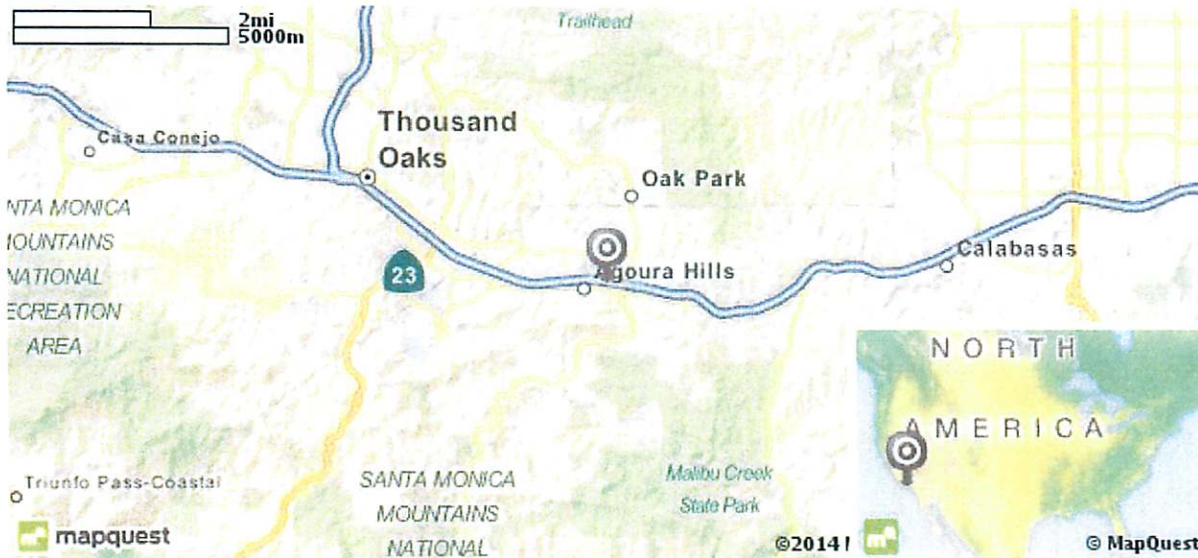 2mi
5000m
Trailhead
Casa Conejo
Thousand
Oaks
Oak Park
NTA MONICA
MOUNTAINS
NATIONAL
ECREATION
AREA
23
Agoura Hills
Calabasas
NORTH
AMERICA
Triunfo Pass-Coastal
SANTA MONICA
MOUNTAINS
NATIONAL
Malibu Creek
State Park
m
mapquest
©2014
m
© MapQuest